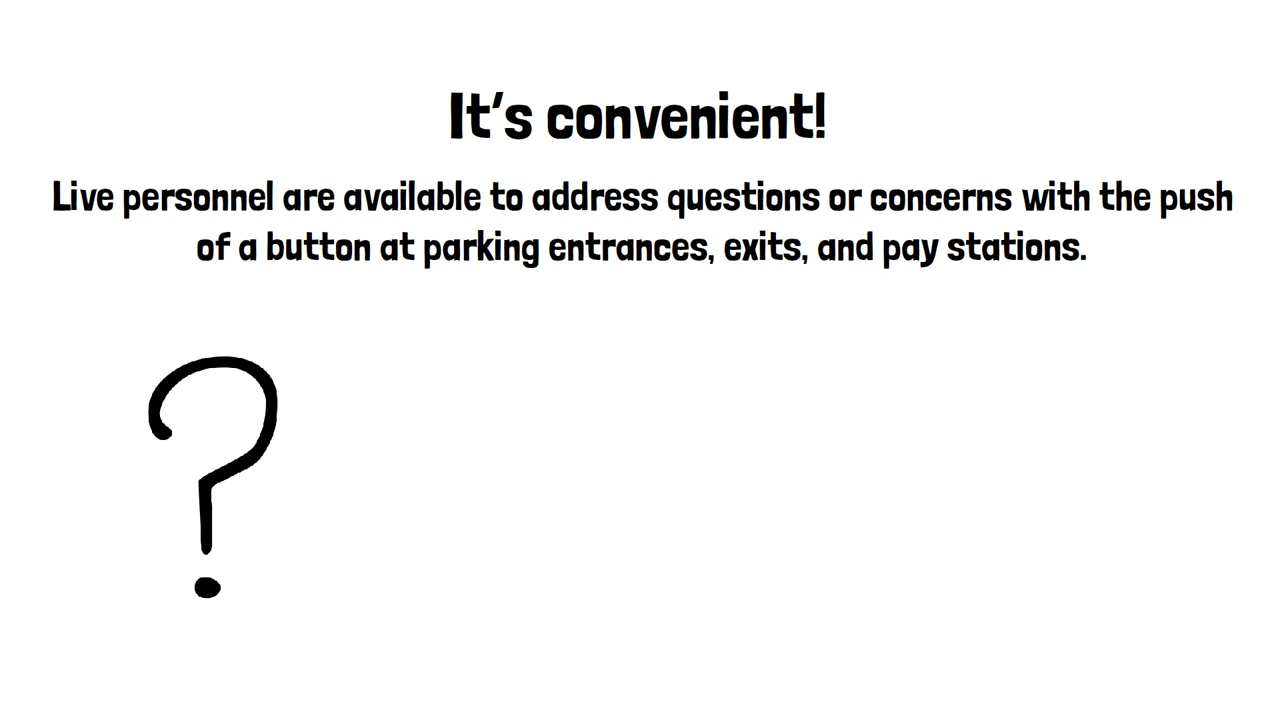 It's convenient!
Live personnel are available to address questions or concerns with the push
of a button at parking entrances, exits, and pay stations.
?